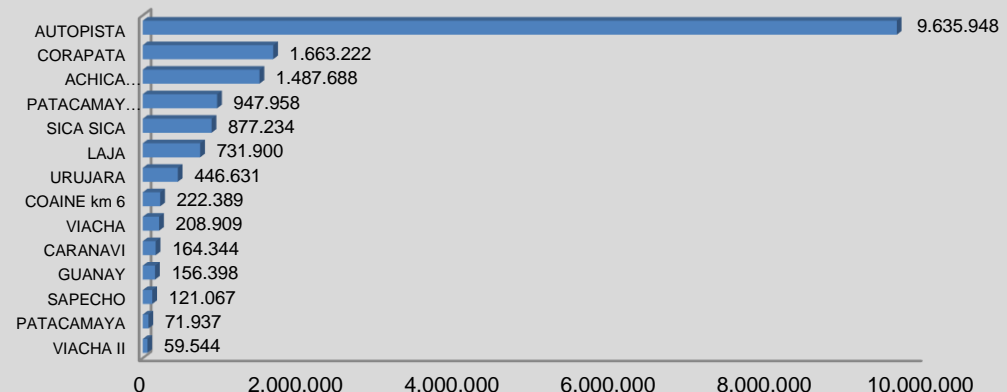 AUTOPISTA 9.635.948
CORAPATA 1.663.222
ACHICA… 1.487.688
PATACAMAY… 947.958
SICA SICA 877.234
LAJA 731.900
URUJARA 446.631
COAINE km 6 222.389
VIACHA 208.909
CARANAVI 164.344
GUANAY 156.398
SAPECHO 121.067
PATACAMAYA 71.937
VIACHA II 59.544
0 2.000.000 4.000.000 6.000.000 8.000.000 10.000.000